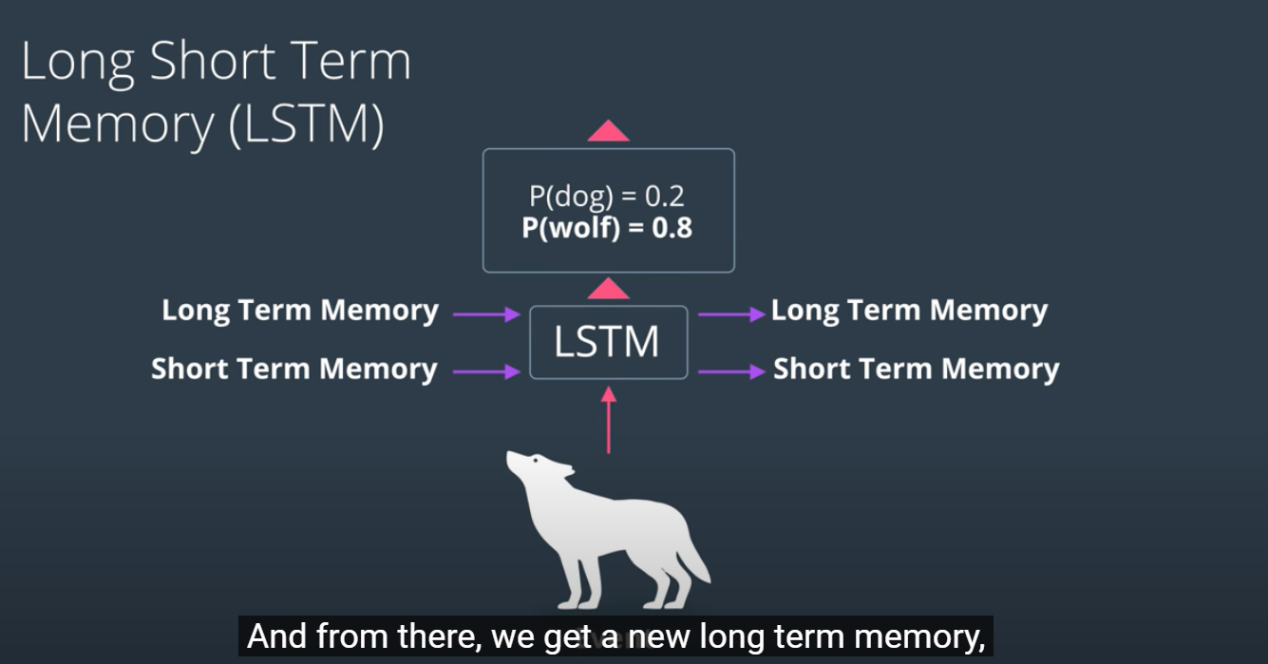 Long Short Term
Memory (LSTM)
P(dog) = 0.2
P(wolf) = 0.8
Long Term Memory
Long Term Memory
LSTM
Short Term Memory
Short Term Memory
And from there, we get a new long term memory,